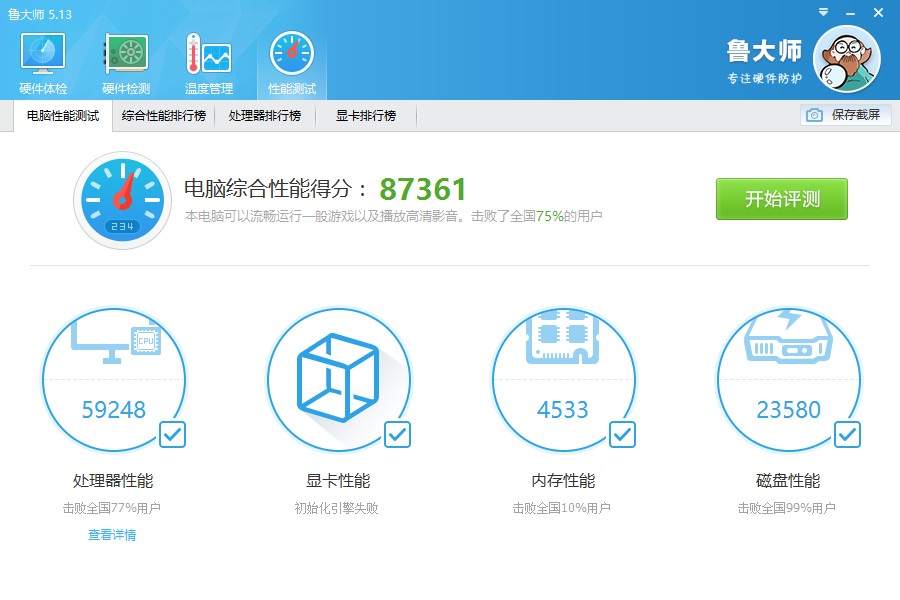 鲁大师 5.13
硬件体检 硬件检测 温度管理 性能测试
鲁大师
专注硬件防护
电脑性能测试 综合性能排行榜 处理器排行榜 显卡排行榜 保存截屏
电脑综合性能得分： 87361
本电脑可以流畅运行一般游戏以及播放高清影音。击败了全国75%的用户
开始评测
234
CPU
59248 4533 23580
处理器性能 显卡性能 内存性能 磁盘性能
击败全国77%用户 初始化引擎失败 击败全国10%用户 击败全国99%用户
查看详情